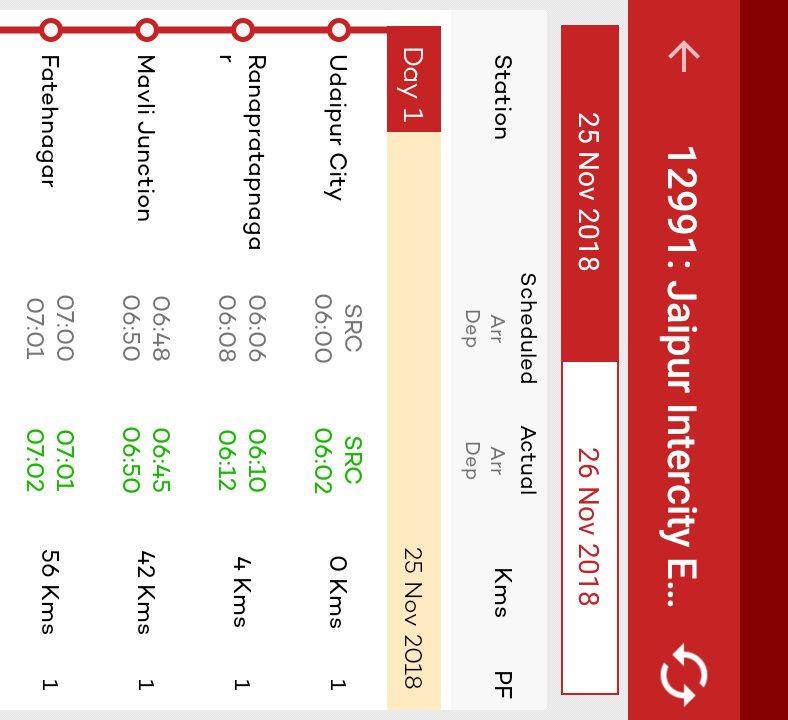 12991: Jaipur Intercity E...
25 Nov 2018 26 Nov 2018
Station Scheduled Actual Kms PF
Arr Arr
Dep Dep
Day 1 25 Nov 2018
Udaipur City SRC SRC 0 Kms 1
06:00 06:02
Ranapratapnaga 06:06 06:10 4 Kms 1
r 06:08 06:12
Mavli Junction 06:48 06:45 42 Kms 1
06:50 06:50
Fatehnagar 07:00 07:01 56 Kms 1
07:01 07:02